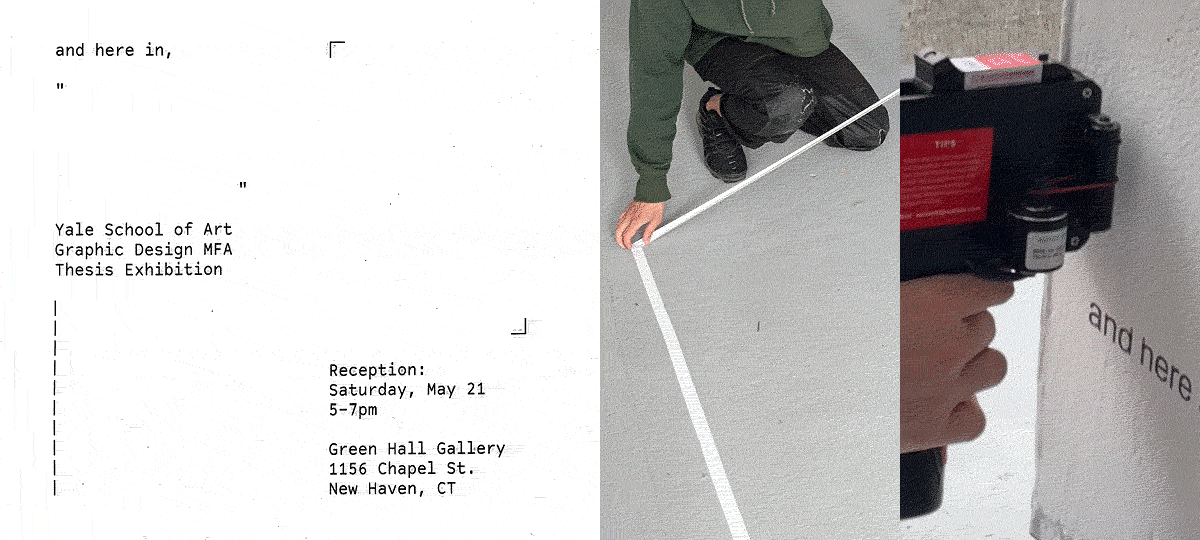 and here in,
"
"
Yale School of Art
Graphic Design MFA
Thesis Exhibition
Reception:
Saturday, May 21
5-7pm
Green Hall Gallery
1156 Chapel St.
New Haven, CT
TIPS
and here